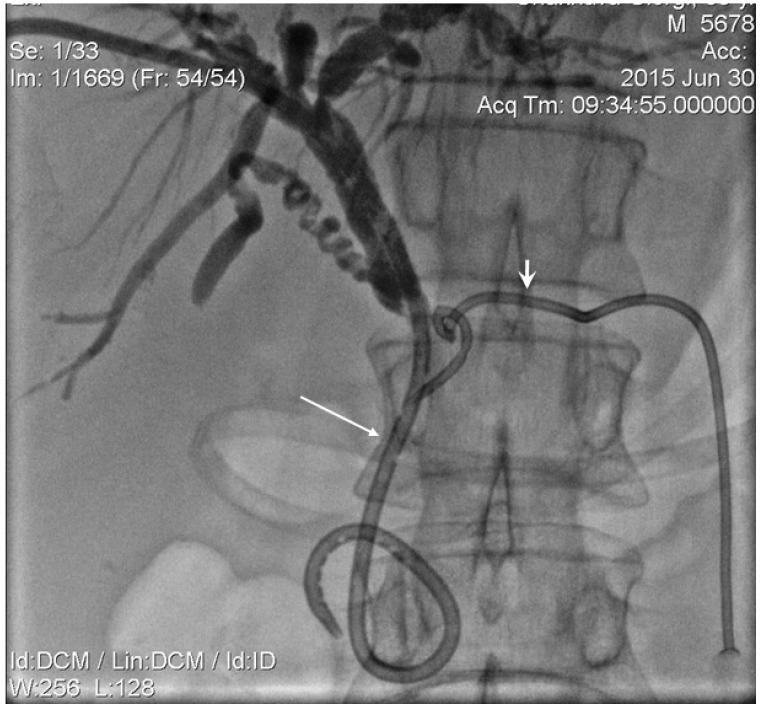 M 5678
Se: 1/33
Acc:
Im: 1/1669 (Fr: 54/54)
2015 Jun 30
Acq Tm: 09:34:55.000000
Id:DCM / Lin:DCM / Id:ID
W:256 L:128